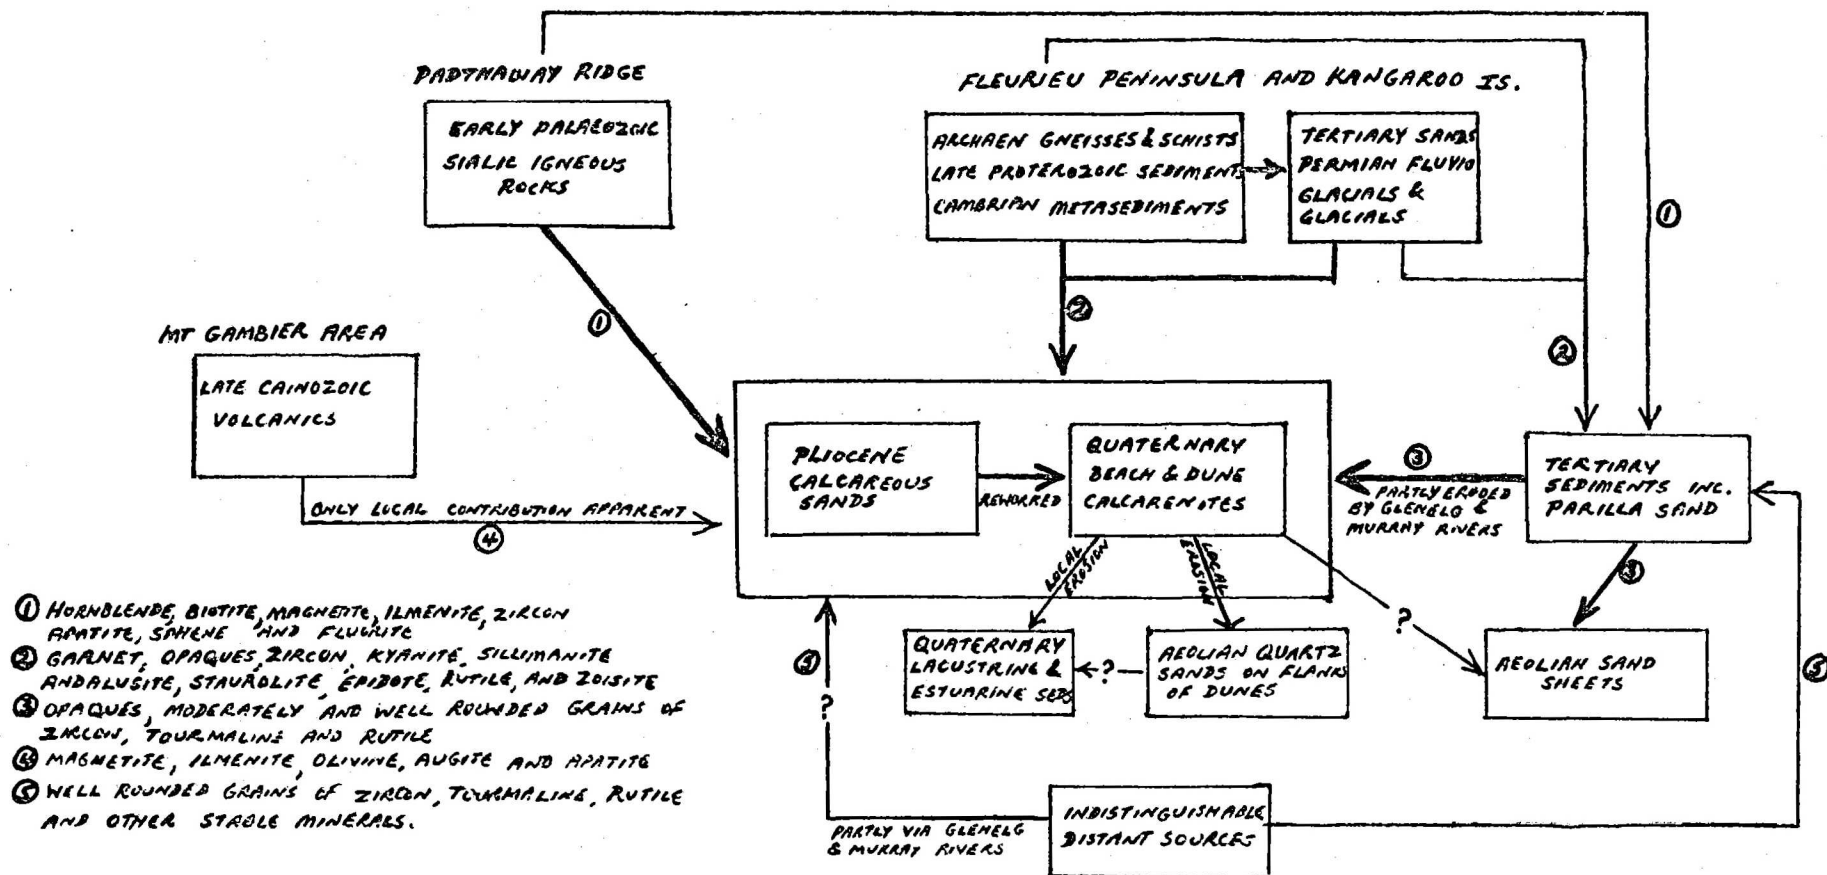 PADTHAWAY RIDGE
EARLY PALAEOZOIC
SIALIC IGNEOUS
ROCKS
FLEURIEU PENINSULA AND KANGAROO IS.
ARCHAEN GNEISSES & SCHISTS
LATE PROTEROZOIC SEDIMENTS
CAMBRIAN METASEDIMENTS
TERTIARY SANDS
PERMIAN FLUVIO
GLACIALS &
GLACIALS
①
①
②
②
MT GAMBIER AREA
LATE CAINOZOIC
VOLCANICS
ONLY LOCAL CONTRIBUTION APPARENT
④
PLIOCENE
CALCAREOUS
SANDS
REWORKED
QUATERNARY
BEACH & DUNE
CALCARENITES
③
PARTLY ERODED
BY GLENELG &
MURRAY RIVERS
TERTIARY
SEDIMENTS INC.
PARILLA SAND
③
LOCAL
EROSION
LOCAL
EROSION
?
QUATERNARY
LACUSTRINE &
ESTUARINE SEDS
?
AEOLIAN QUARTZ
SANDS ON FLANKS
OF DUNES
AEOLIAN SAND
SHEETS
⑤
?
⑤
PARTLY VIA GLENELG
& MURRAY RIVERS
INDISTINGUISHABLE
DISTANT SOURCES
① HORNBLENDE, BIOTITE, MAGNETITE, ILMENITE, ZIRCON
APATITE, SPHENE AND FLUORITE
② GARNET, OPAQUES, ZIRCON, KYANITE, SILLIMANITE
ANDALUSITE, STAUROLITE, EPIDOTE, RUTILE, AND ZOISITE
③ OPAQUES, MODERATELY AND WELL ROUNDED GRAINS OF
ZIRCON, TOURMALINE AND RUTILE
④ MAGNETITE, ILMENITE, OLIVINE, AUGITE AND APATITE
⑤ WELL ROUNDED GRAINS OF ZIRCON, TOURMALINE, RUTILE
AND OTHER STABLE MINERALS.